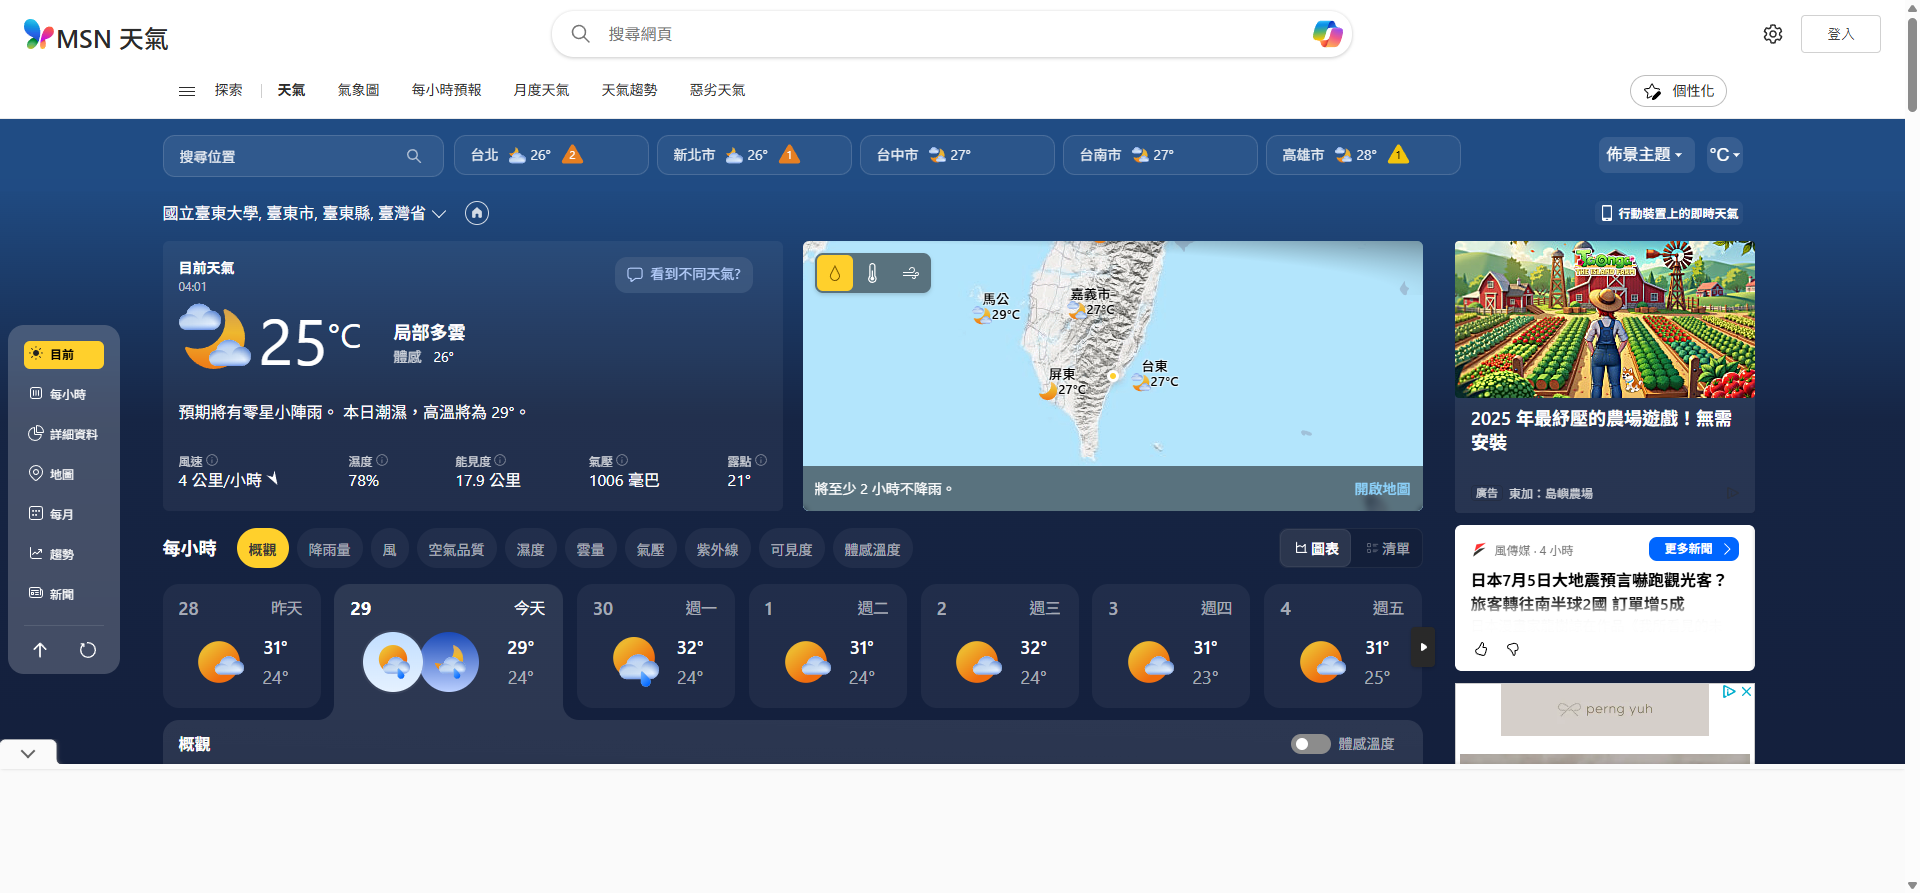 MSN 天氣
搜尋網頁
登入
探索
天氣
氣象圖
每小時預報
月度天氣
天氣趨勢
惡劣天氣
個性化
搜尋位置
台北 26° 2
新北市 26° 1
台中市 27°
台南市 27°
高雄市 28° 1
佈景主題
°C
國立臺東大學, 臺東市, 臺東縣, 臺灣省
行動裝置上的即時天氣
目前天氣
04:01
看到不同天氣?
25°C
局部多雲
體感 26°
預期將有零星小陣雨。 本日潮濕，高溫將為 29°。
風速
4 公里/小時
濕度
78%
能見度
17.9 公里
氣壓
1006 毫巴
露點
21°
馬公
29°C
嘉義市
27°C
屏東
27°C
台東
27°C
將至少 2 小時不降雨。
開啟地圖
目前
每小時
詳細資料
地圖
每月
趨勢
新聞
Taonga
THE ISLAND FARM
2025 年最紓壓的農場遊戲！無需
安裝
廣告 東加：島嶼農場
每小時
概觀
降雨量
風
空氣品質
濕度
雲量
氣壓
紫外線
可見度
體感溫度
圖表
清單
28 昨天
31°
24°
29 今天
29°
24°
30 週一
32°
24°
1 週二
31°
24°
2 週三
32°
24°
3 週四
31°
23°
4 週五
31°
25°
風傳媒 · 4 小時
更多新聞
日本7月5日大地震預言嚇跑觀光客？
旅客轉往南半球2國 訂單增5成
perng yuh
概觀
體感溫度